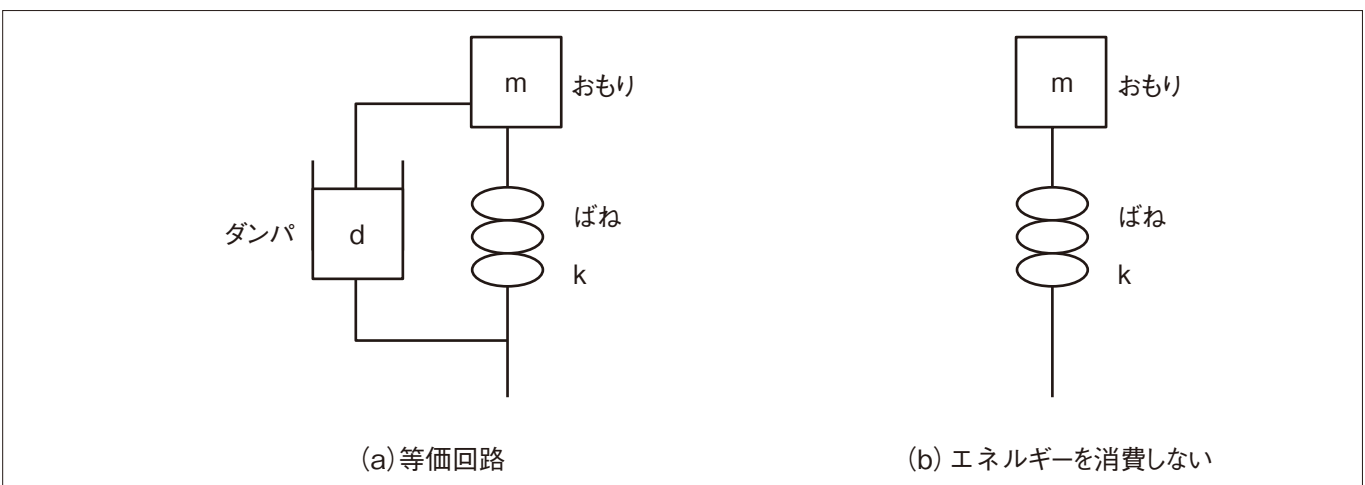 m
おもり
ダンパ
d
ばね
k
(a)等価回路
m
おもり
ばね
k
(b) エネルギーを消費しない